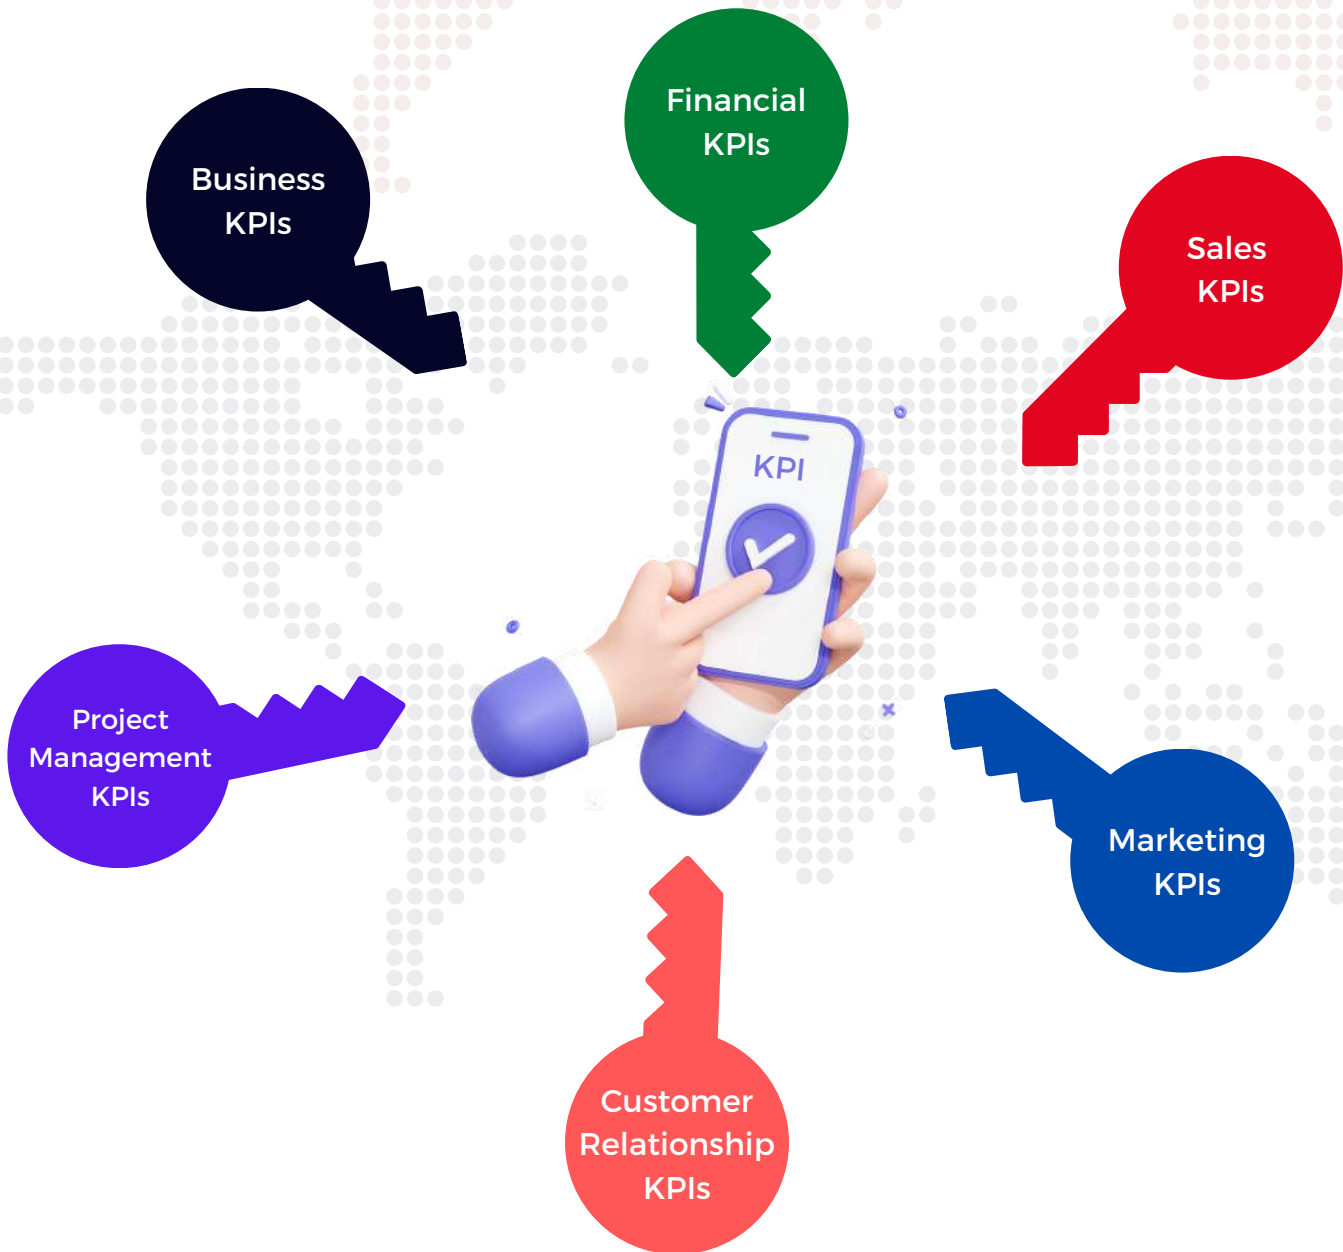 Financial
KPIs
Business
KPIs
Sales
KPIs
KPI
Project
Management
KPIs
Marketing
KPIs
Customer
Relationship
KPIs